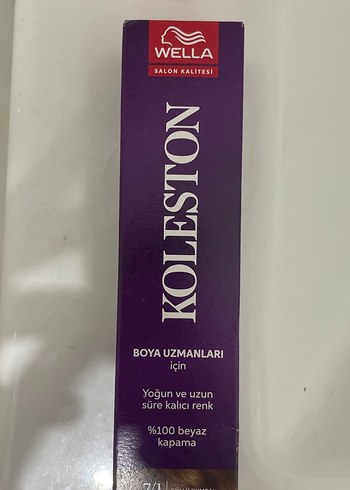 WELLA
SALON KALİTESİ
KOLESTON
BOYA UZMANLARI
için
Yoğun ve uzun
süre kalıcı renk
%100 beyaz
kapama
7/1